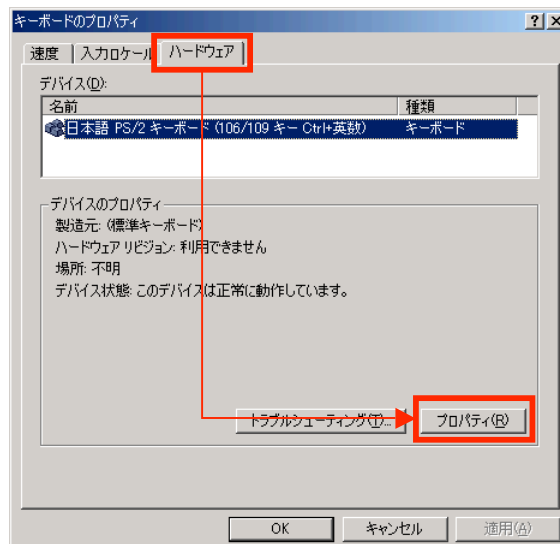 キーボードのプロパティ
速度 入力ロケール ハードウェア
デバイス(D):
名前 種類
日本語 PS/2 キーボード (106/109 キー Ctrl+英数) キーボード
デバイスのプロパティ
製造元: (標準キーボード)
ハードウェア リビジョン: 利用できません
場所: 不明
デバイス状態: このデバイスは正常に動作しています。
トラブルシューティング(T)... プロパティ(R)
OK キャンセル 適用(A)